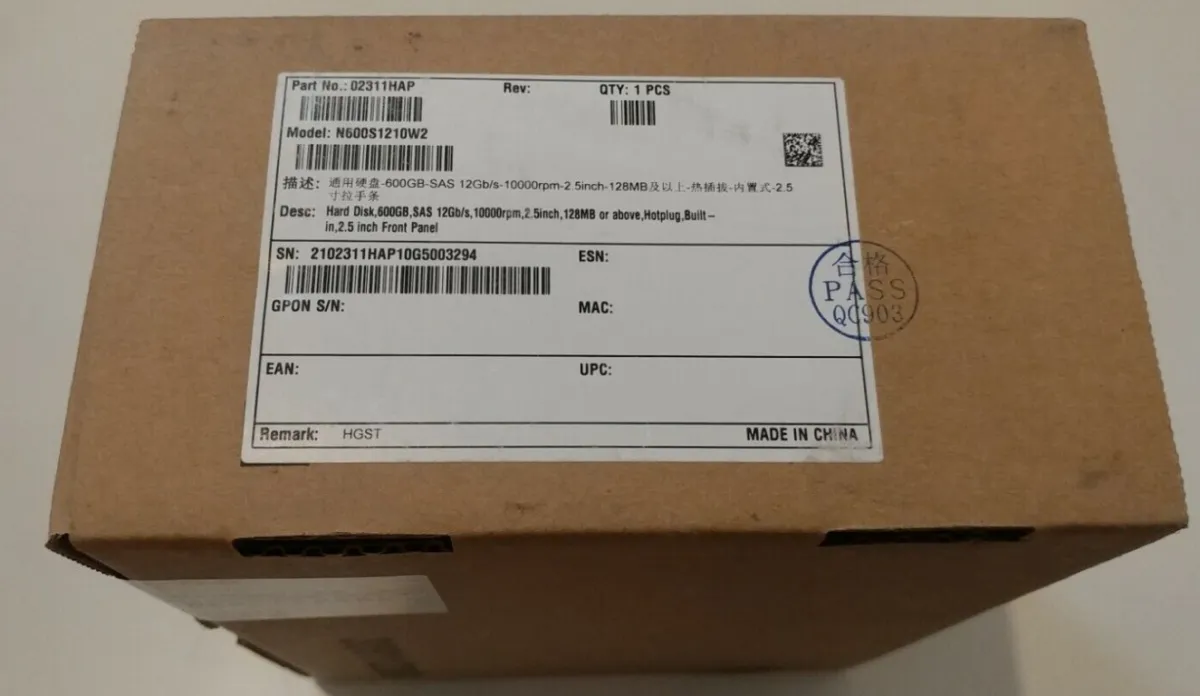 Part No.: 02311HAP Rev: QTY: 1 PCS
Model: N600S1210W2
描述: 通用硬盘-600GB-SAS 12Gb/s-10000rpm-2.5inch-128MB及以上-热插拔-内置式-2.5
寸拉手条
Desc: Hard Disk,600GB,SAS 12Gb/s,10000rpm,2.5inch,128MB or above,Hotplug,Built-
in,2.5 inch Front Panel
SN: 2102311HAP10G5003294 ESN:
GPON S/N: MAC:
合格
PASS
QC903
EAN: UPC:
Remark: HGST MADE IN CHINA